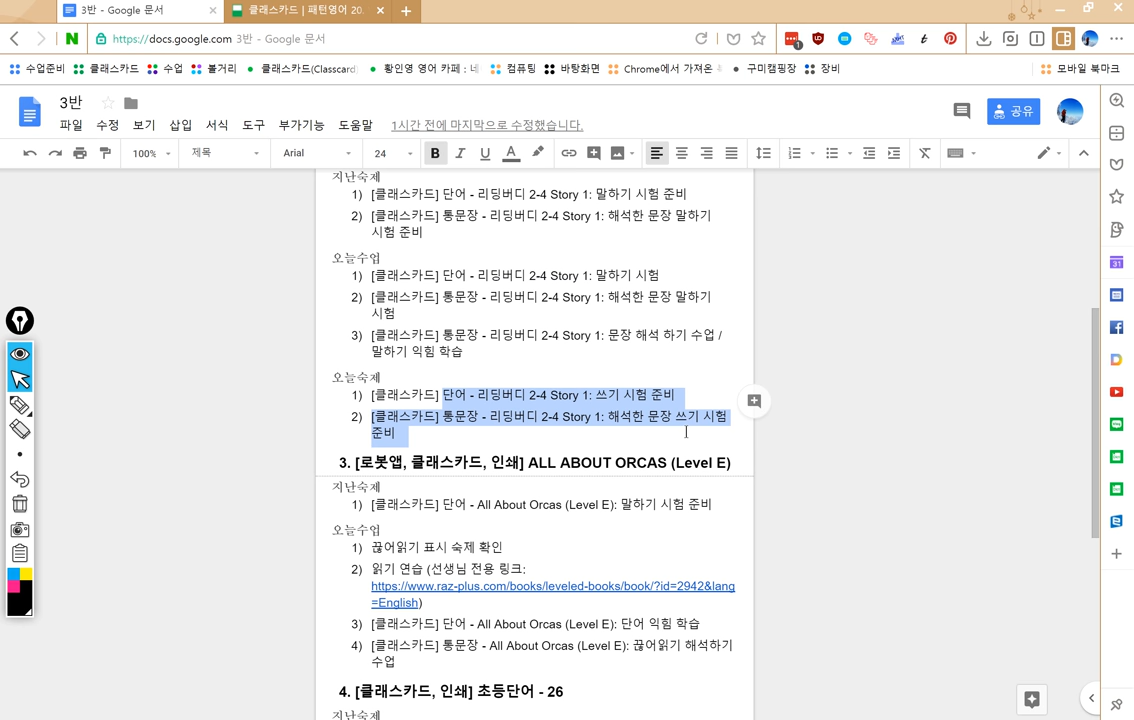 3반 - Google 문서
클래스카드 | 패턴영어 20
https://docs.google.com 3반 - Google 문서
수업준비 클래스카드 수업 볼거리 클래스카드(Classcard) 황인영 영어 카페 : 네 컴퓨팅 바탕화면 Chrome에서 가져온 구미캠핑장 장비 모바일 북마크
3반
공유
파일 수정 보기 삽입 서식 도구 부가기능 도움말 1시간 전에 마지막으로 수정했습니다.
100% 제목 Arial 24
지난숙제
1) [클래스카드] 단어 - 리딩버디 2-4 Story 1: 말하기 시험 준비
2) [클래스카드] 통문장 - 리딩버디 2-4 Story 1: 해석한 문장 말하기
시험 준비
오늘수업
1) [클래스카드] 단어 - 리딩버디 2-4 Story 1: 말하기 시험
2) [클래스카드] 통문장 - 리딩버디 2-4 Story 1: 해석한 문장 말하기
시험
3) [클래스카드] 통문장 - 리딩버디 2-4 Story 1: 문장 해석 하기 수업 /
말하기 익힘 학습
오늘숙제
1) [클래스카드] 단어 - 리딩버디 2-4 Story 1: 쓰기 시험 준비
2) [클래스카드] 통문장 - 리딩버디 2-4 Story 1: 해석한 문장 쓰기 시험
준비
3. [로봇앱, 클래스카드, 인쇄] ALL ABOUT ORCAS (Level E)
지난숙제
1) [클래스카드] 단어 - All About Orcas (Level E): 말하기 시험 준비
오늘수업
1) 끊어읽기 표시 숙제 확인
2) 읽기 연습 (선생님 전용 링크:
https://www.raz-plus.com/books/leveled-books/book/?id=2942&lang
=English)
3) [클래스카드] 단어 - All About Orcas (Level E): 단어 익힘 학습
4) [클래스카드] 통문장 - All About Orcas (Level E): 끊어읽기 해석하기
수업
4. [클래스카드, 인쇄] 초등단어 - 26
지난숙제